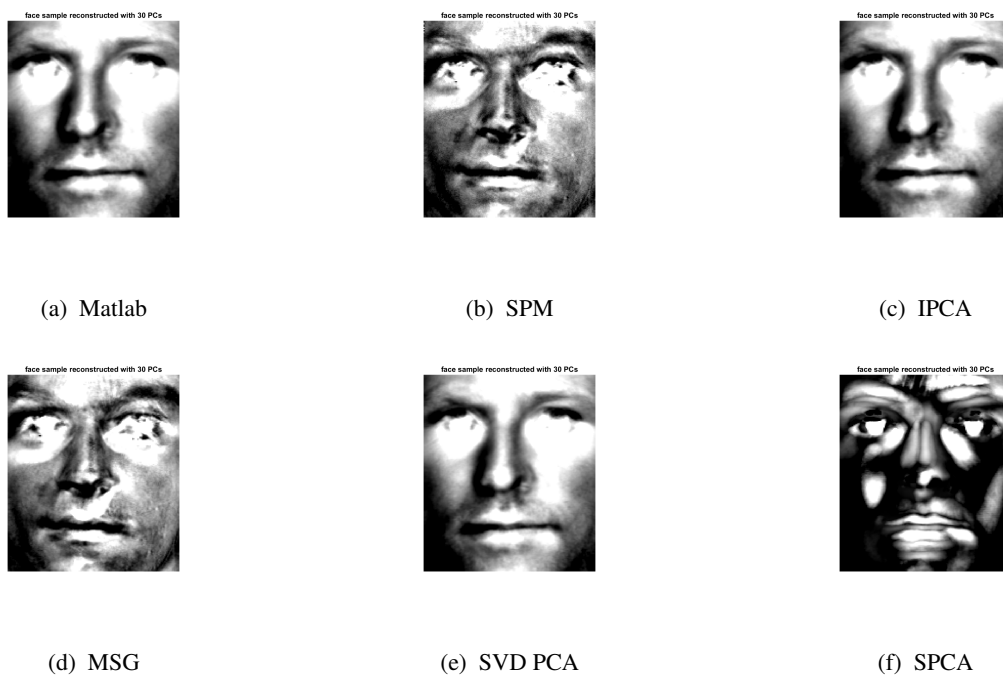 face sample reconstructed with 30 PCs
face sample reconstructed with 30 PCs
face sample reconstructed with 30 PCs
(a) Matlab
(b) SPM
(c) IPCA
face sample reconstructed with 30 PCs
face sample reconstructed with 30 PCs
face sample reconstructed with 30 PCs
(d) MSG
(e) SVD PCA
(f) SPCA